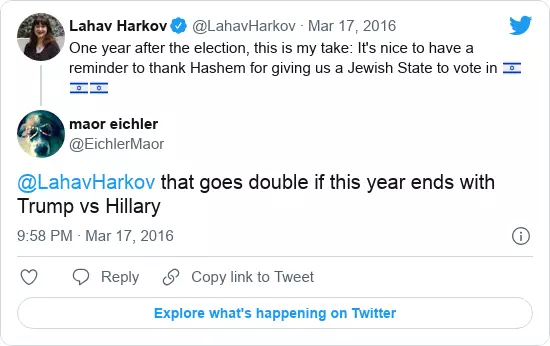 Lahav Harkov @LahavHarkov · Mar 17, 2016
One year after the election, this is my take: It's nice to have a
reminder to thank Hashem for giving us a Jewish State to vote in 🇮🇱
🇮🇱🇮🇱
maor eichler
@EichlerMaor
@LahavHarkov that goes double if this year ends with
Trump vs Hillary
9:58 PM · Mar 17, 2016
Reply Copy link to Tweet
Explore what's happening on Twitter